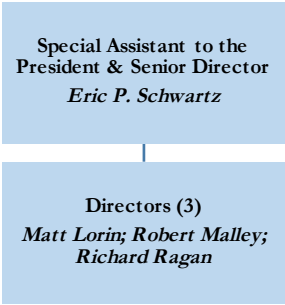 Special Assistant to the
President & Senior Director
Eric P. Schwartz
Directors (3)
Matt Lorin; Robert Malley;
Richard Ragan